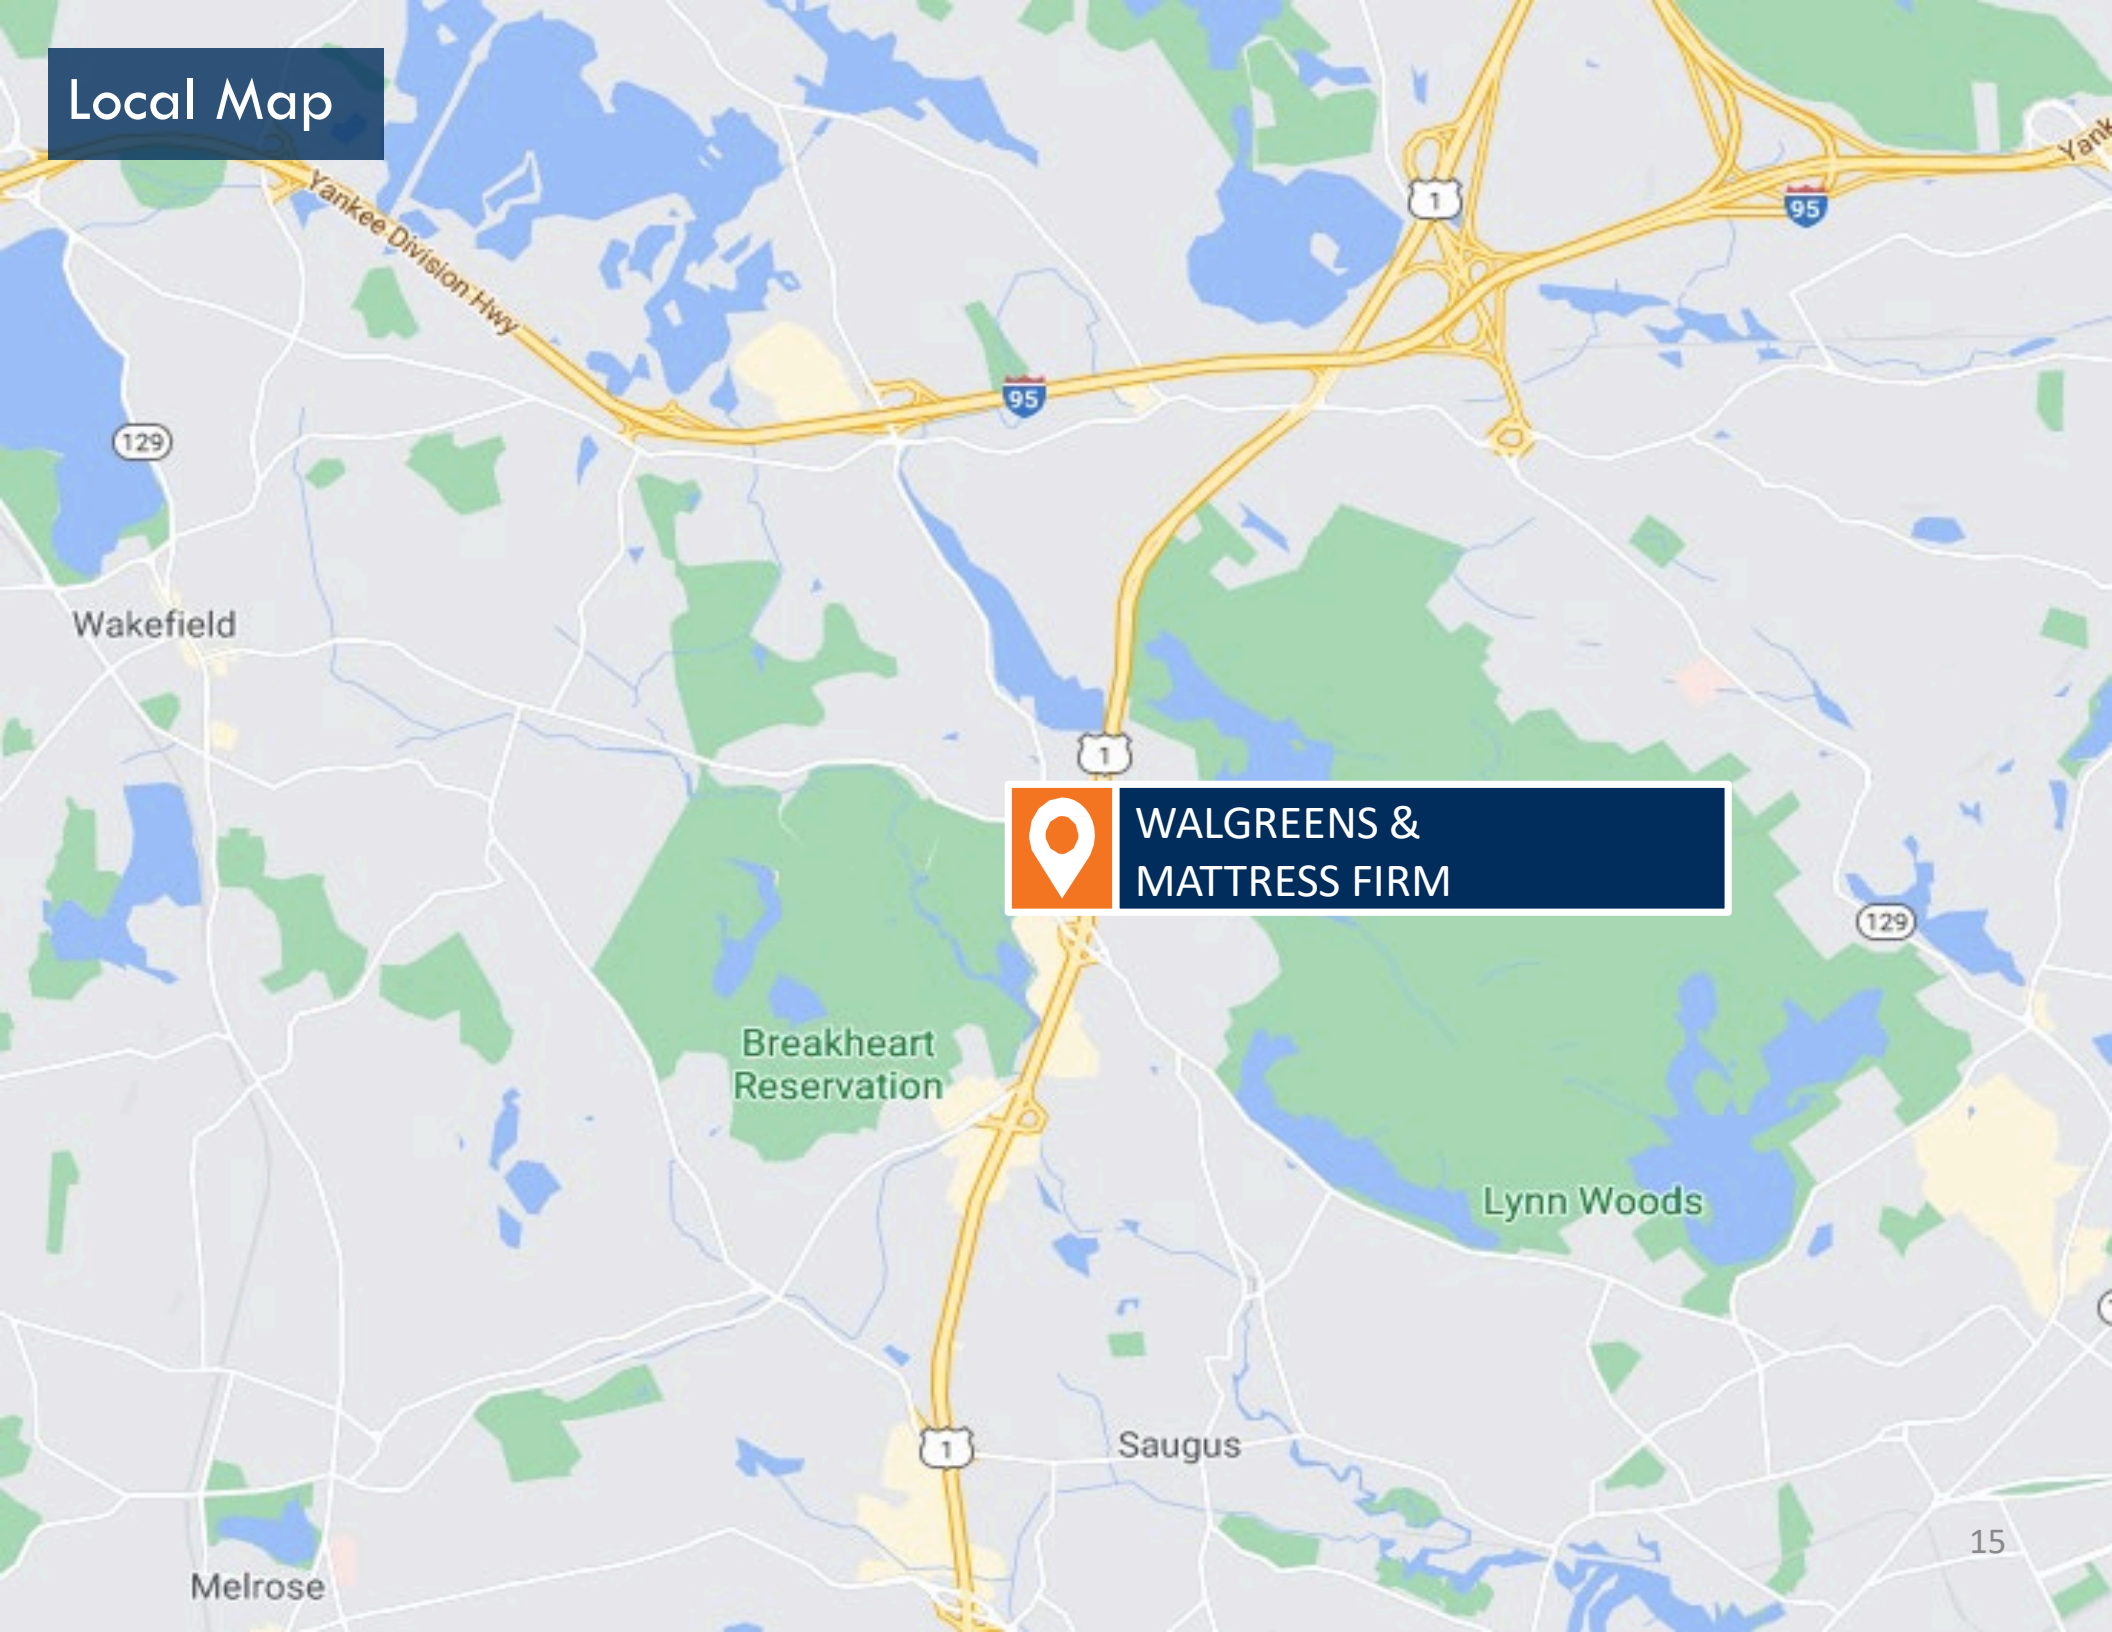 Local Map
Yankee Division Hwy
Yank
1
95
95
129
Wakefield
1
WALGREENS &
MATTRESS FIRM
129
Breakheart
Reservation
Lynn Woods
1
Saugus
15
Melrose